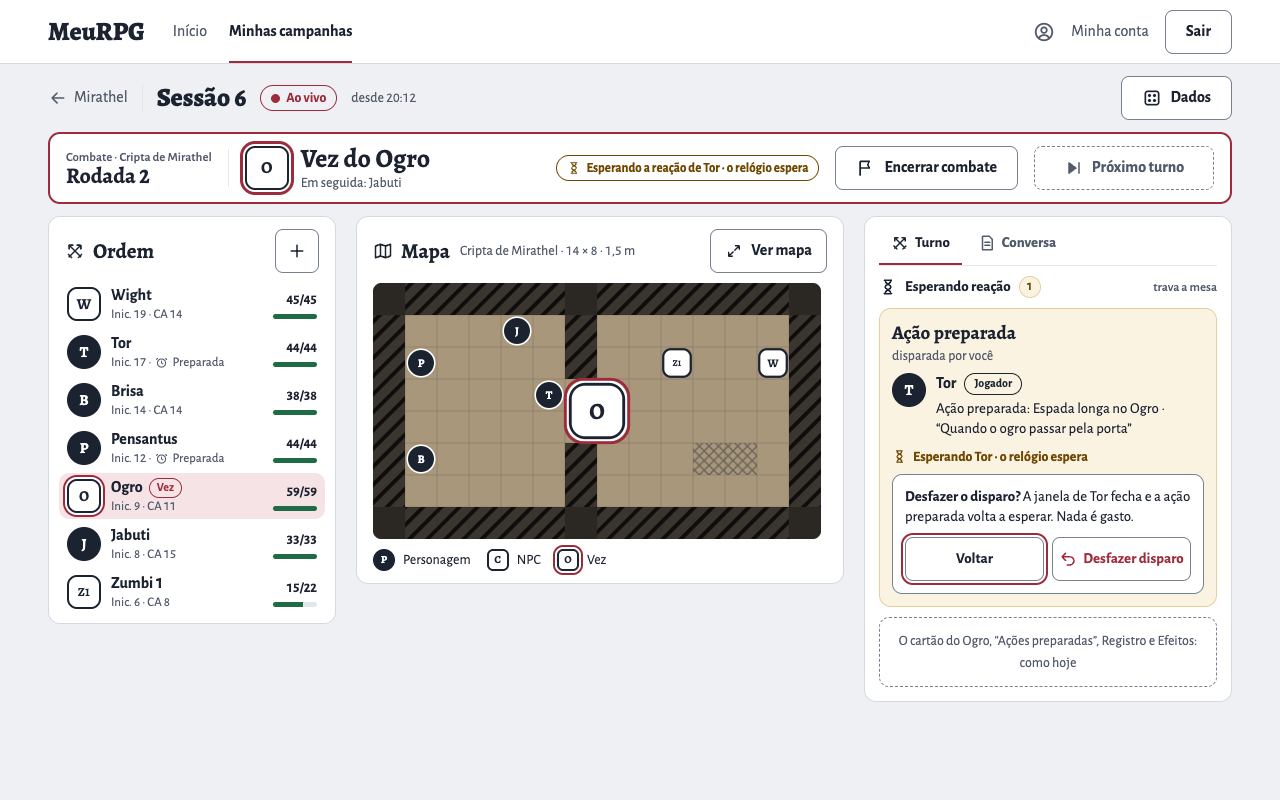 MeuRPG
Início
Minhas campanhas
Minha conta
Sair
Mirathel
Sessão 6
Ao vivo
desde 20:12
Dados
Combate · Cripta de Mirathel
Rodada 2
O
Vez do Ogro
Em seguida: Jabuti
Esperando a reação de Tor · o relógio espera
Encerrar combate
Próximo turno
Ordem
W
Wight
Inic. 19 · CA 14
45/45
T
Tor
Inic. 17 · Preparada
44/44
B
Brisa
Inic. 14 · CA 14
38/38
P
Pensantus
Inic. 12 · Preparada
44/44
O
Ogro
Vez
Inic. 9 · CA 11
59/59
J
Jabuti
Inic. 8 · CA 15
33/33
Z1
Zumbi 1
Inic. 6 · CA 8
15/22
Mapa
Cripta de Mirathel · 14 × 8 · 1,5 m
Ver mapa
J
P
Z1
W
T
O
B
P
Personagem
C
NPC
O
Vez
Turno
Conversa
Esperando reação
1
trava a mesa
Ação preparada
disparada por você
T
Tor
Jogador
Ação preparada: Espada longa no Ogro ·
“Quando o ogro passar pela porta”
Esperando Tor · o relógio espera
Desfazer o disparo? A janela de Tor fecha e a ação
preparada volta a esperar. Nada é gasto.
Voltar
Desfazer disparo
O cartão do Ogro, “Ações preparadas”, Registro e Efeitos:
como hoje